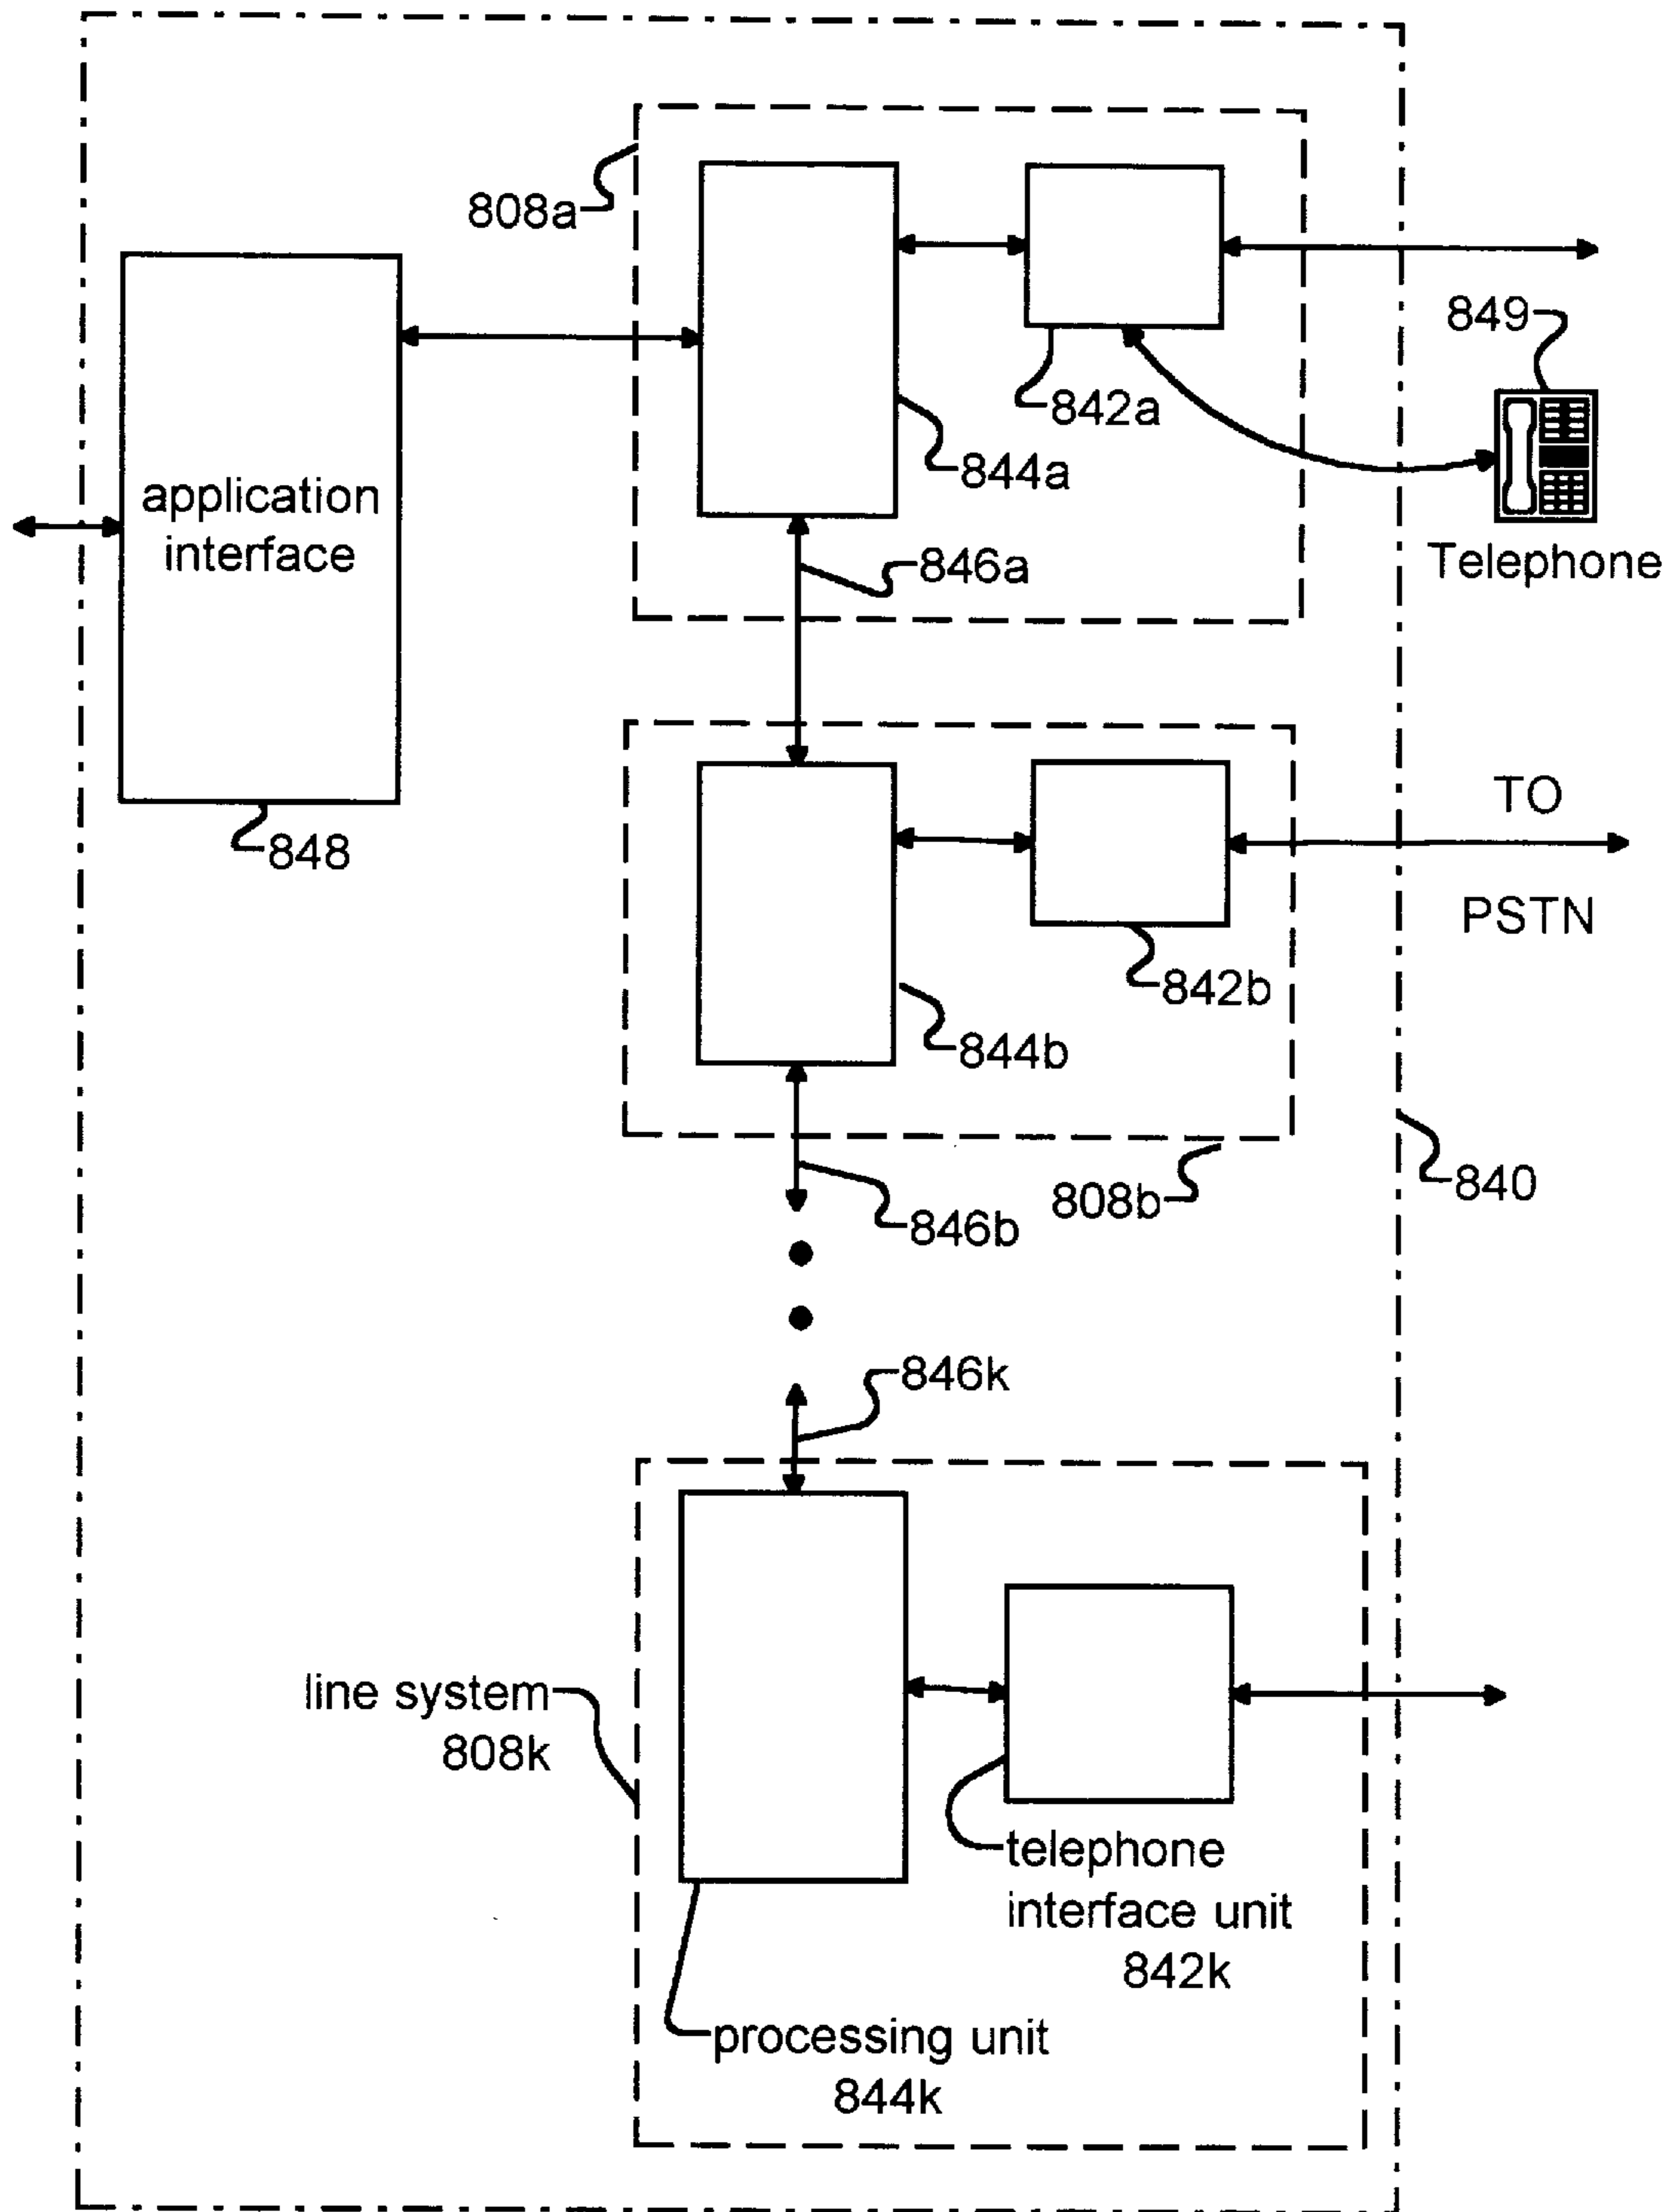 808a
849
842a
844a
application
interface
846a
Telephone
TO
848
PSTN
842b
844b
840
808b
846b
846k
line system
808k
telephone
interface unit
842k
processing unit
844k